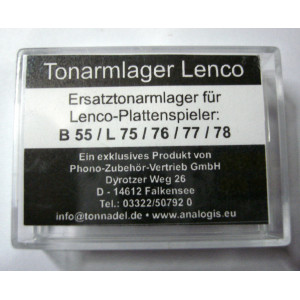 Tonarmlager Lenco
Ersatztonarmlager für
Lenco-Plattenspieler:
B 55 / L 75 / 76 / 77 / 78
Ein exklusives Produkt von
Phono-Zubehör-Vertrieb GmbH
Dyrotzer Weg 26
D - 14612 Falkensee
Tel.: 03322/50792 0
info@tonnadel.de • www.analogis.eu